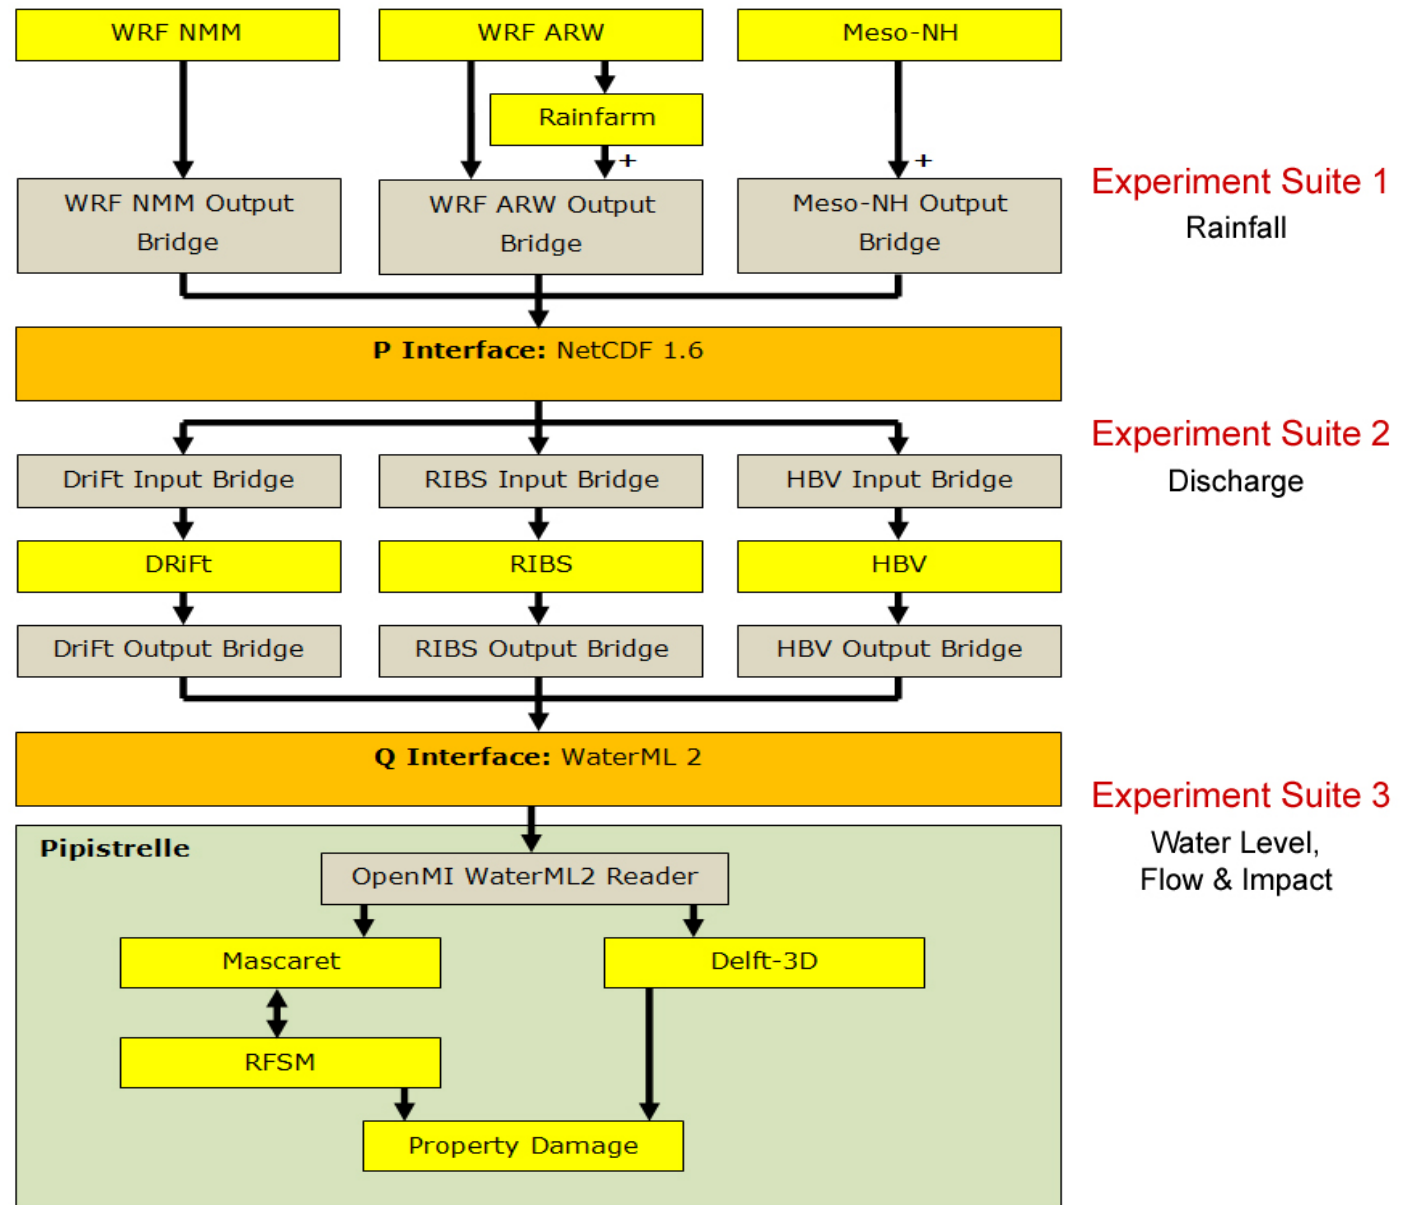 WRF NMM
WRF ARW
Meso-NH
Rainfarm
+
+
WRF NMM Output
Bridge
WRF ARW Output
Bridge
Meso-NH Output
Bridge
Experiment Suite 1
Rainfall
P Interface: NetCDF 1.6
Experiment Suite 2
Discharge
DriFt Input Bridge
RIBS Input Bridge
HBV Input Bridge
DRiFt
RIBS
HBV
DriFt Output Bridge
RIBS Output Bridge
HBV Output Bridge
Q Interface: WaterML 2
Experiment Suite 3
Water Level,
Flow & Impact
Pipistrelle
OpenMI WaterML2 Reader
Mascaret
Delft-3D
RFSM
Property Damage